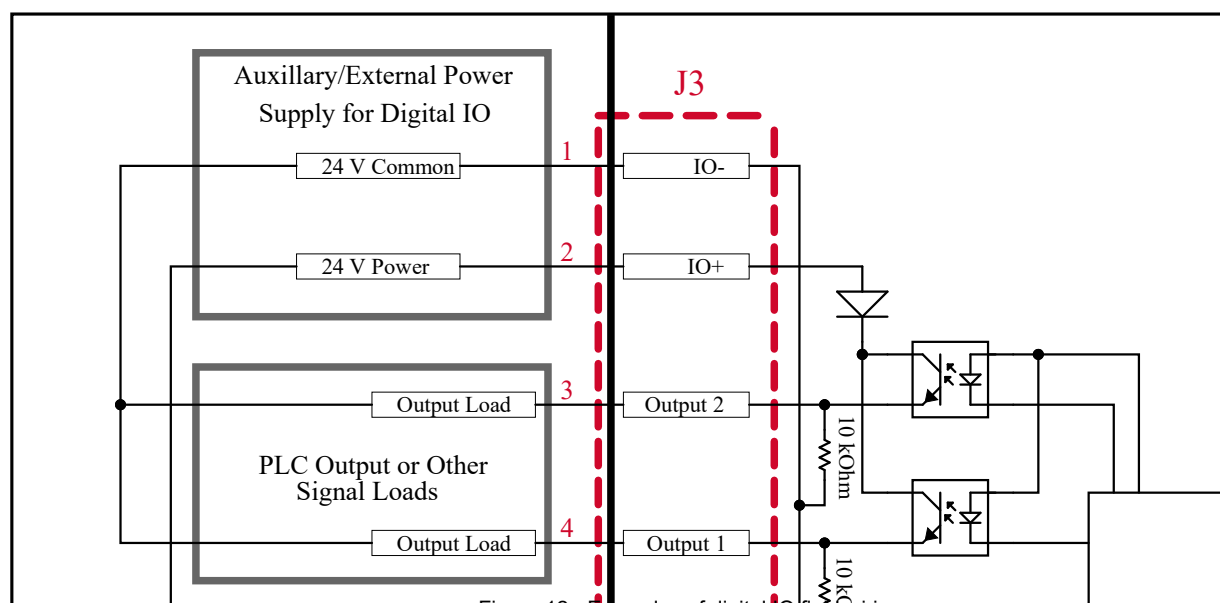 Auxillary/External Power
Supply for Digital IO
J3
24 V Common
1
IO-
24 V Power
2
IO+
Output Load
3
Output 2
10 kOhm
PLC Output or Other
Signal Loads
Output Load
4
Output 1
10